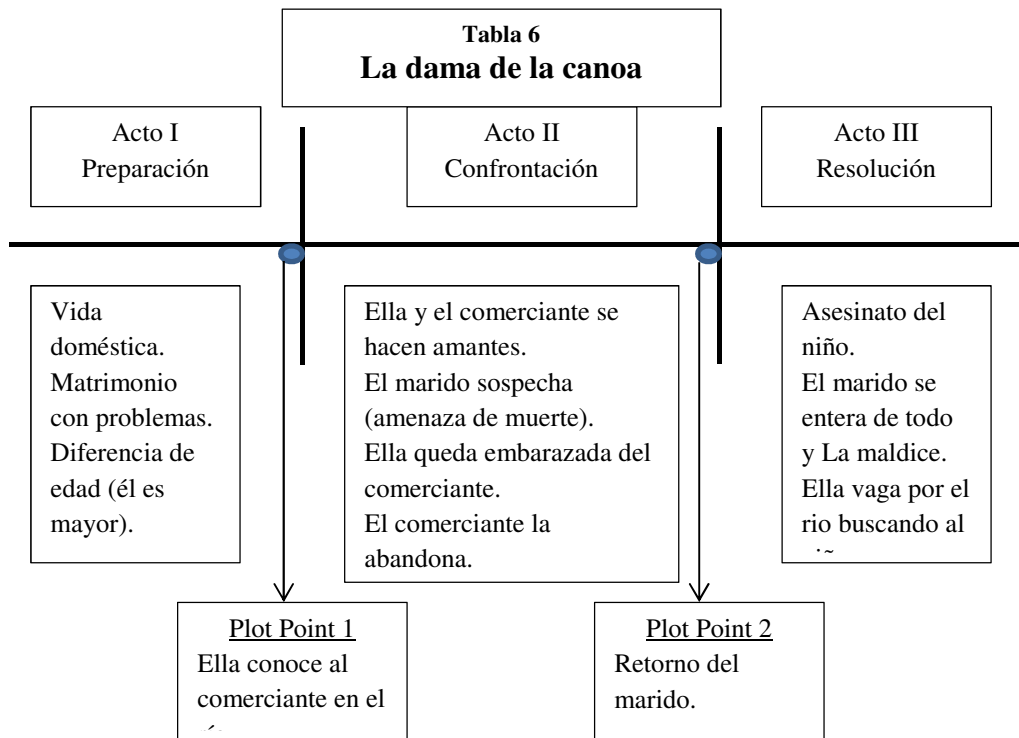 Tabla 6
La dama de la canoa
Acto I
Preparación
Acto II
Confrontación
Acto III
Resolución
Vida
doméstica.
Matrimonio
con problemas.
Diferencia de
edad (él es
mayor).
Ella y el comerciante se
hacen amantes.
El marido sospecha
(amenaza de muerte).
Ella queda embarazada del
comerciante.
El comerciante la
abandona.
Asesinato del
niño.
El marido se
entera de todo
y La maldice.
Ella vaga por el
rio buscando al
Plot Point 1
Ella conoce al
comerciante en el
Plot Point 2
Retorno del
marido.